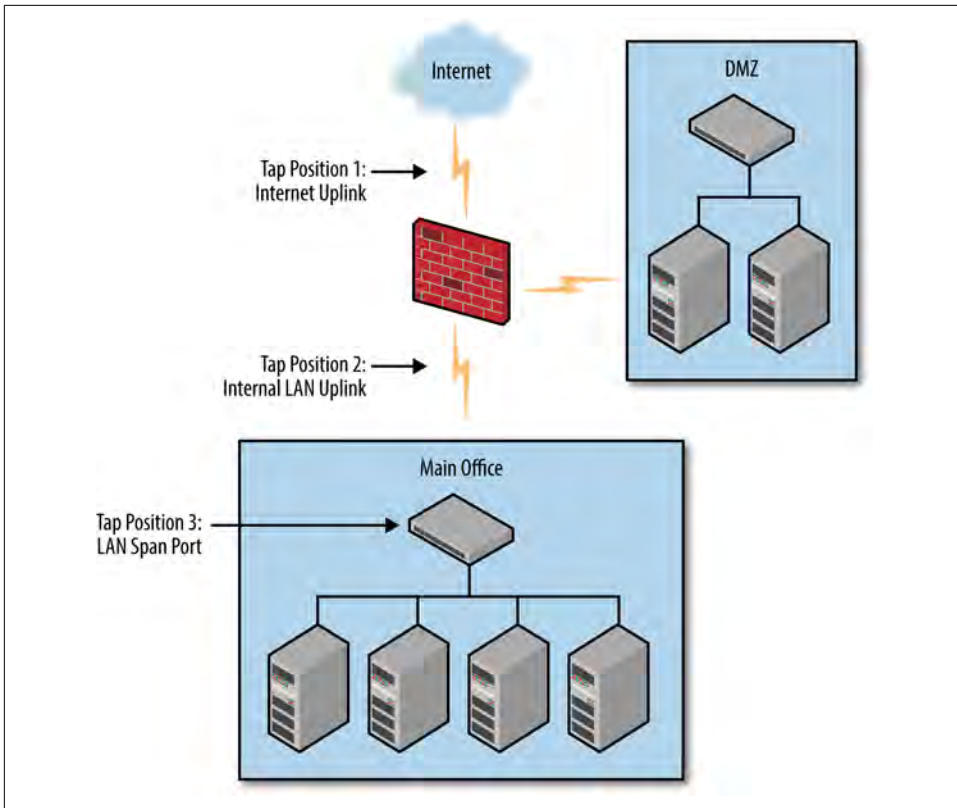 Internet
DMZ
Tap Position 1:
Internet Uplink
Tap Position 2:
Internal LAN Uplink
Main Office
Tap Position 3:
LAN Span Port